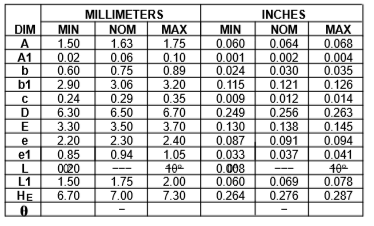 MILLIMETERS INCHES
DIM MIN NOM MAX MIN NOM MAX
A 1.50 1.63 1.75 0.060 0.064 0.068
A1 0.02 0.06 0.10 0.001 0.002 0.004
b 0.60 0.75 0.89 0.024 0.030 0.035
b1 2.90 3.06 3.20 0.115 0.121 0.126
c 0.24 0.29 0.35 0.009 0.012 0.014
D 6.30 6.50 6.70 0.249 0.256 0.263
E 3.30 3.50 3.70 0.130 0.138 0.145
e 2.20 2.30 2.40 0.087 0.091 0.094
e1 0.85 0.94 1.05 0.033 0.037 0.041
L --- ---
L1 1.50 1.75 2.00 0.060 0.069 0.078
HE 6.70 7.00 7.30 0.264 0.276 0.287
θ – –